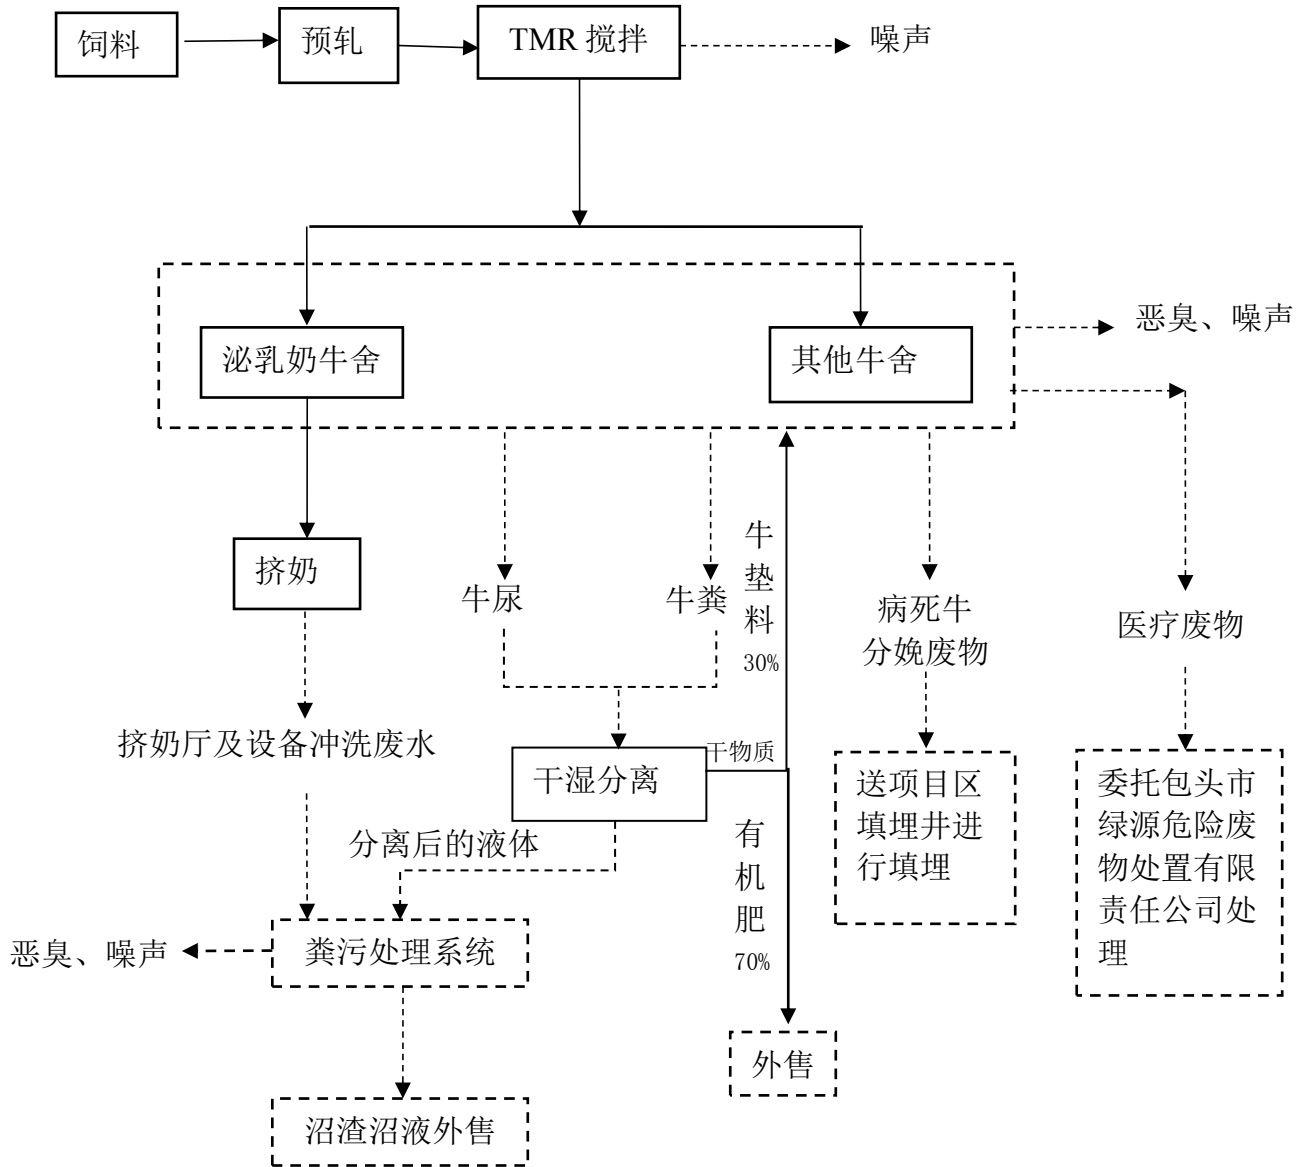 饲料
预轧
TMR 搅拌
噪声
恶臭、噪声
泌乳奶牛舍
其他牛舍
挤奶
牛尿
牛粪
牛
垫
料
30%
病死牛
分娩废物
医疗废物
挤奶厅及设备冲洗废水
干湿分离
干物质
送项目区
填埋井进
行填埋
委托包头市
绿源危险废
物处置有限
责任公司处
理
分离后的液体
有
机
肥
70%
恶臭、噪声
粪污处理系统
外售
沼渣沼液外售